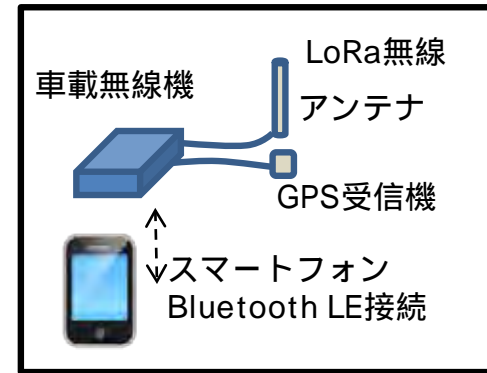 LoRa無線
車載無線機
アンテナ
GPS受信機
スマートフォン
Bluetooth LE接続